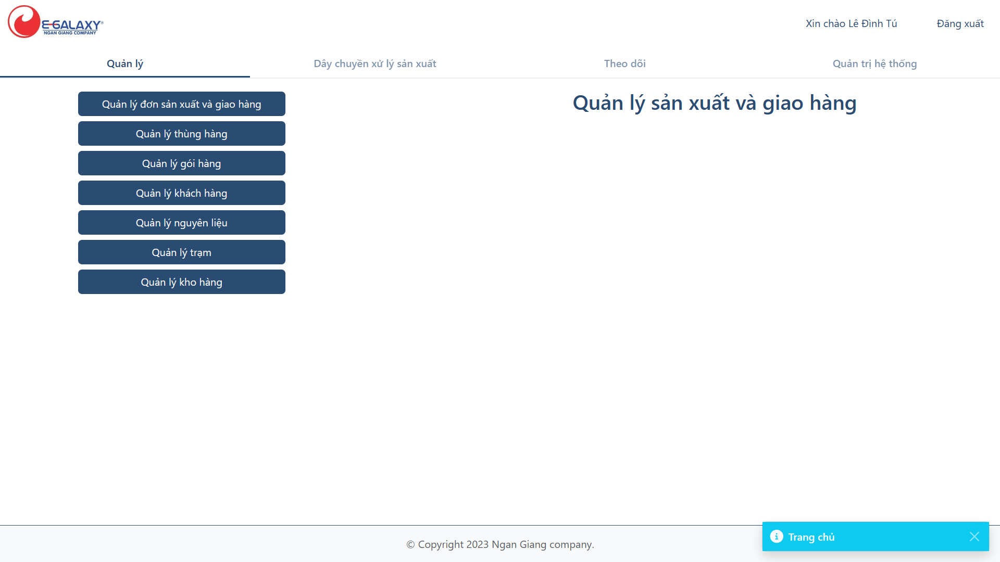 E-GALAXY®
NGAN GIANG COMPANY
Xin chào Lê Đình Tú
Đăng xuất
Quản lý
Dây chuyền xử lý sản xuất
Theo dõi
Quản trị hệ thống
Quản lý đơn sản xuất và giao hàng
Quản lý thùng hàng
Quản lý gói hàng
Quản lý khách hàng
Quản lý nguyên liệu
Quản lý trạm
Quản lý kho hàng
Quản lý sản xuất và giao hàng
© Copyright 2023 Ngan Giang company.
Trang chủ